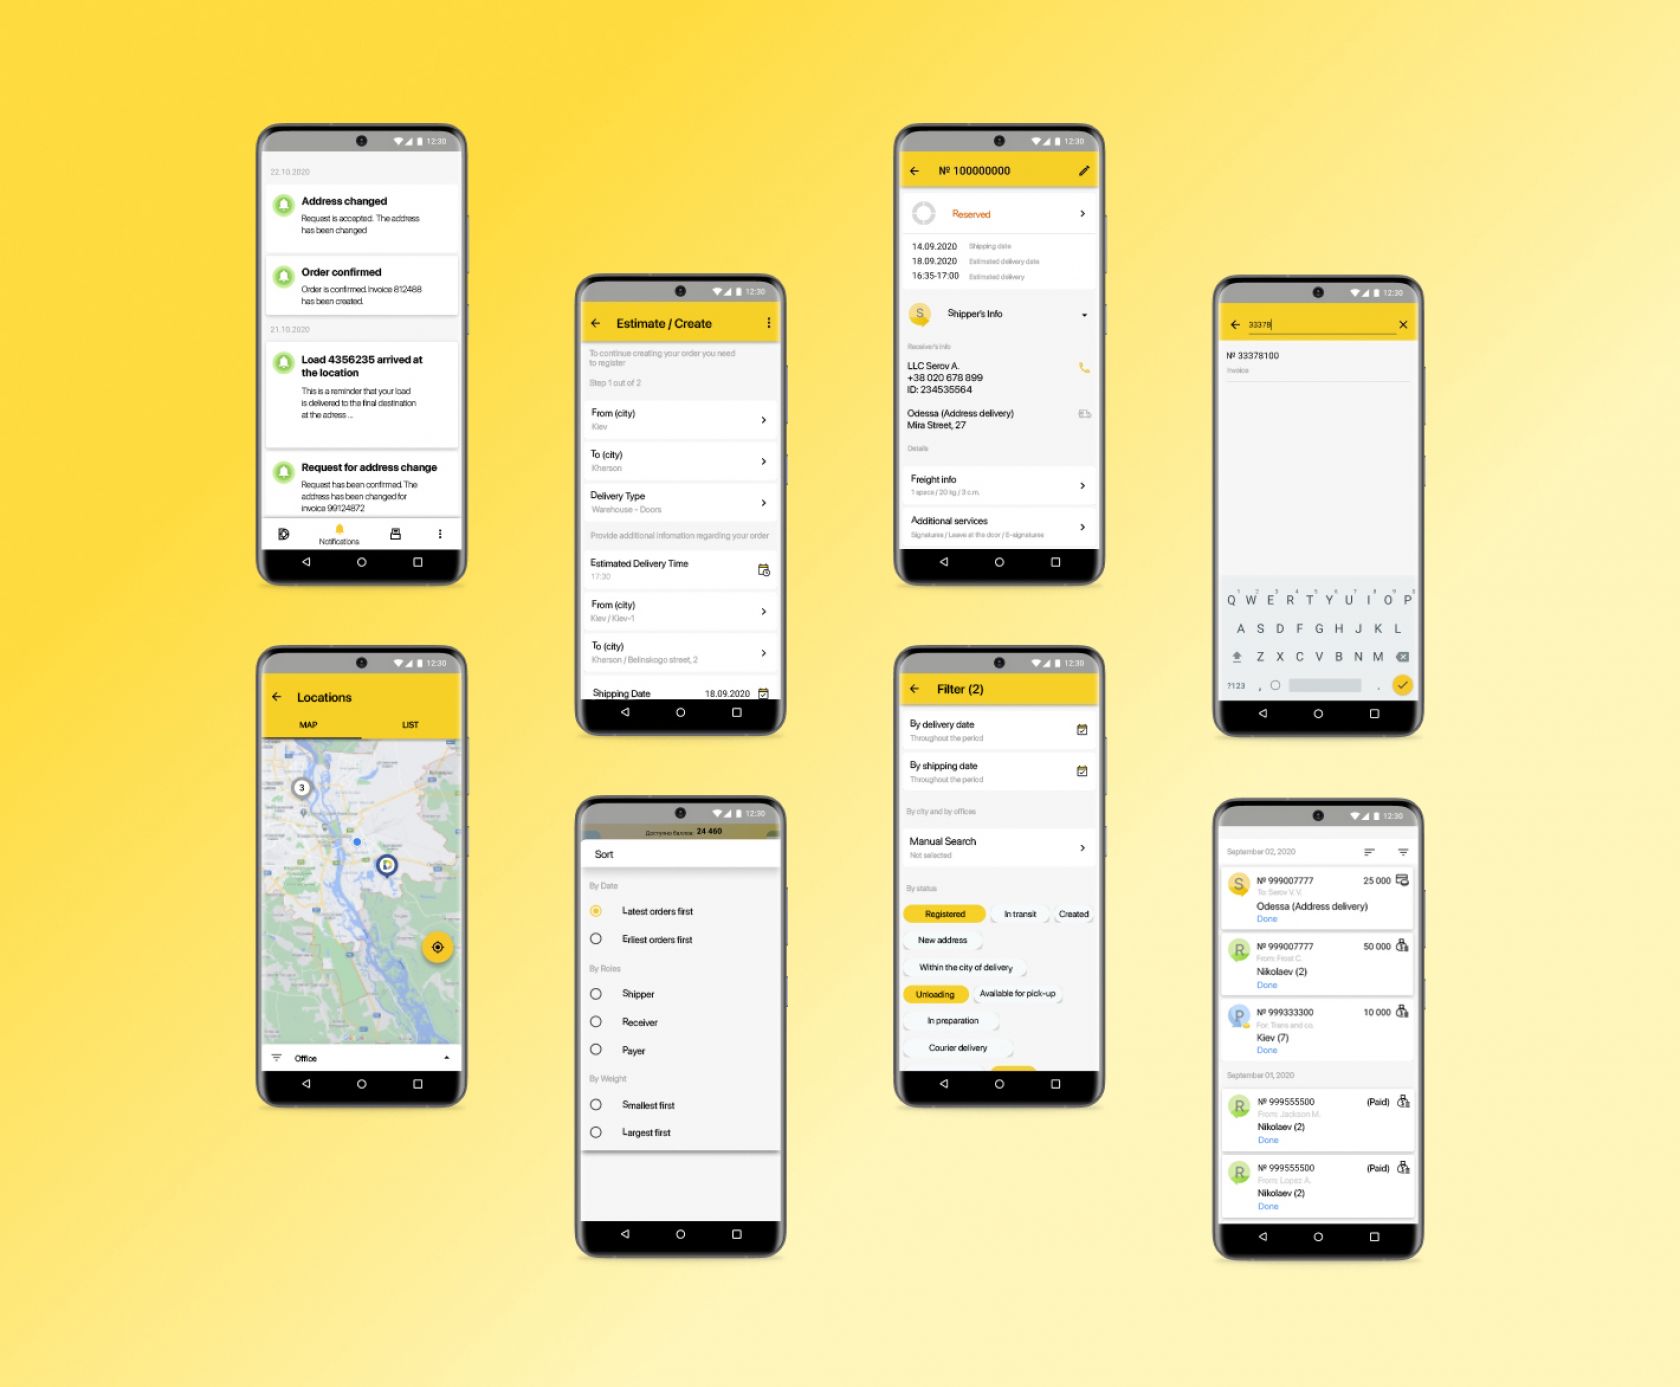 12:30
22.10.2020
Address changed
Request is accepted. The address
has been changed
Order confirmed
Order is confirmed. Invoice 812488
has been created.
21.10.2020
Load 4356235 arrived at
the location
This is a reminder that your load
is delivered to the final destination
at the adress ...
Request for address change
Request has been confirmed. The
address has been changed for
invoice 99124872
Notifications
12:30
Locations
MAP
LIST
3
Office
12:30
Estimate / Create
To continue creating your order you need
to register
Step 1 out of 2
From (city)
Kiev
To (city)
Kherson
Delivery Type
Warehouse - Doors
Provide additional infomation regarding your order
Estimated Delivery Time
17:30
From (city)
Kiev / Kiev-1
To (city)
Kherson / Belinskogo street, 2
Shipping Date 18.09.2020
12:30
Доступно баллов: 24 460
Sort
By Date
Latest orders first
Erliest orders first
By Roles
Shipper
Receiver
Payer
By Weight
Smallest first
Largest first
12:30
№ 100000000
Reserved
14.09.2020 Shipping date
18.09.2020 Estimated delivery date
16:35-17:00 Estimated delivery
S
Shipper's Info
Receiver's Info
LLC Serov A.
+38 020 678 899
ID: 234535564
Odessa (Address delivery)
Mira Street, 27
Details
Freight info
1 space / 20 kg / 3 c.m.
Additional services
Signatures / Leave at the door / E-signatures
12:30
Filter (2)
By delivery date
Throughout the period
By shipping date
Throughout the period
By city and by offices
Manual Search
Not selected
By status
Registered In transit Created
New address
Within the city of delivery
Unloading Available for pick-up
In preparation
Courier delivery
12:30
33378
№ 33378100
Invoice
Q W E R T Y U I O P
A S D F G H J K L
Z X C V B N M
?123 , .
12:30
September 02, 2020
S
№ 999007777 25 000
To: Serov V. V.
Odessa (Address delivery)
Done
R
№ 999007777 50 000
From: Frost C.
Nikolaev (2)
Done
P
№ 999333300 10 000
For: Trans and co.
Kiev (7)
Done
September 01, 2020
R
№ 999555500 (Paid)
From: Jackson M.
Nikolaev (2)
Done
R
№ 999555500 (Paid)
From: Lopez A.
Nikolaev (2)
Done